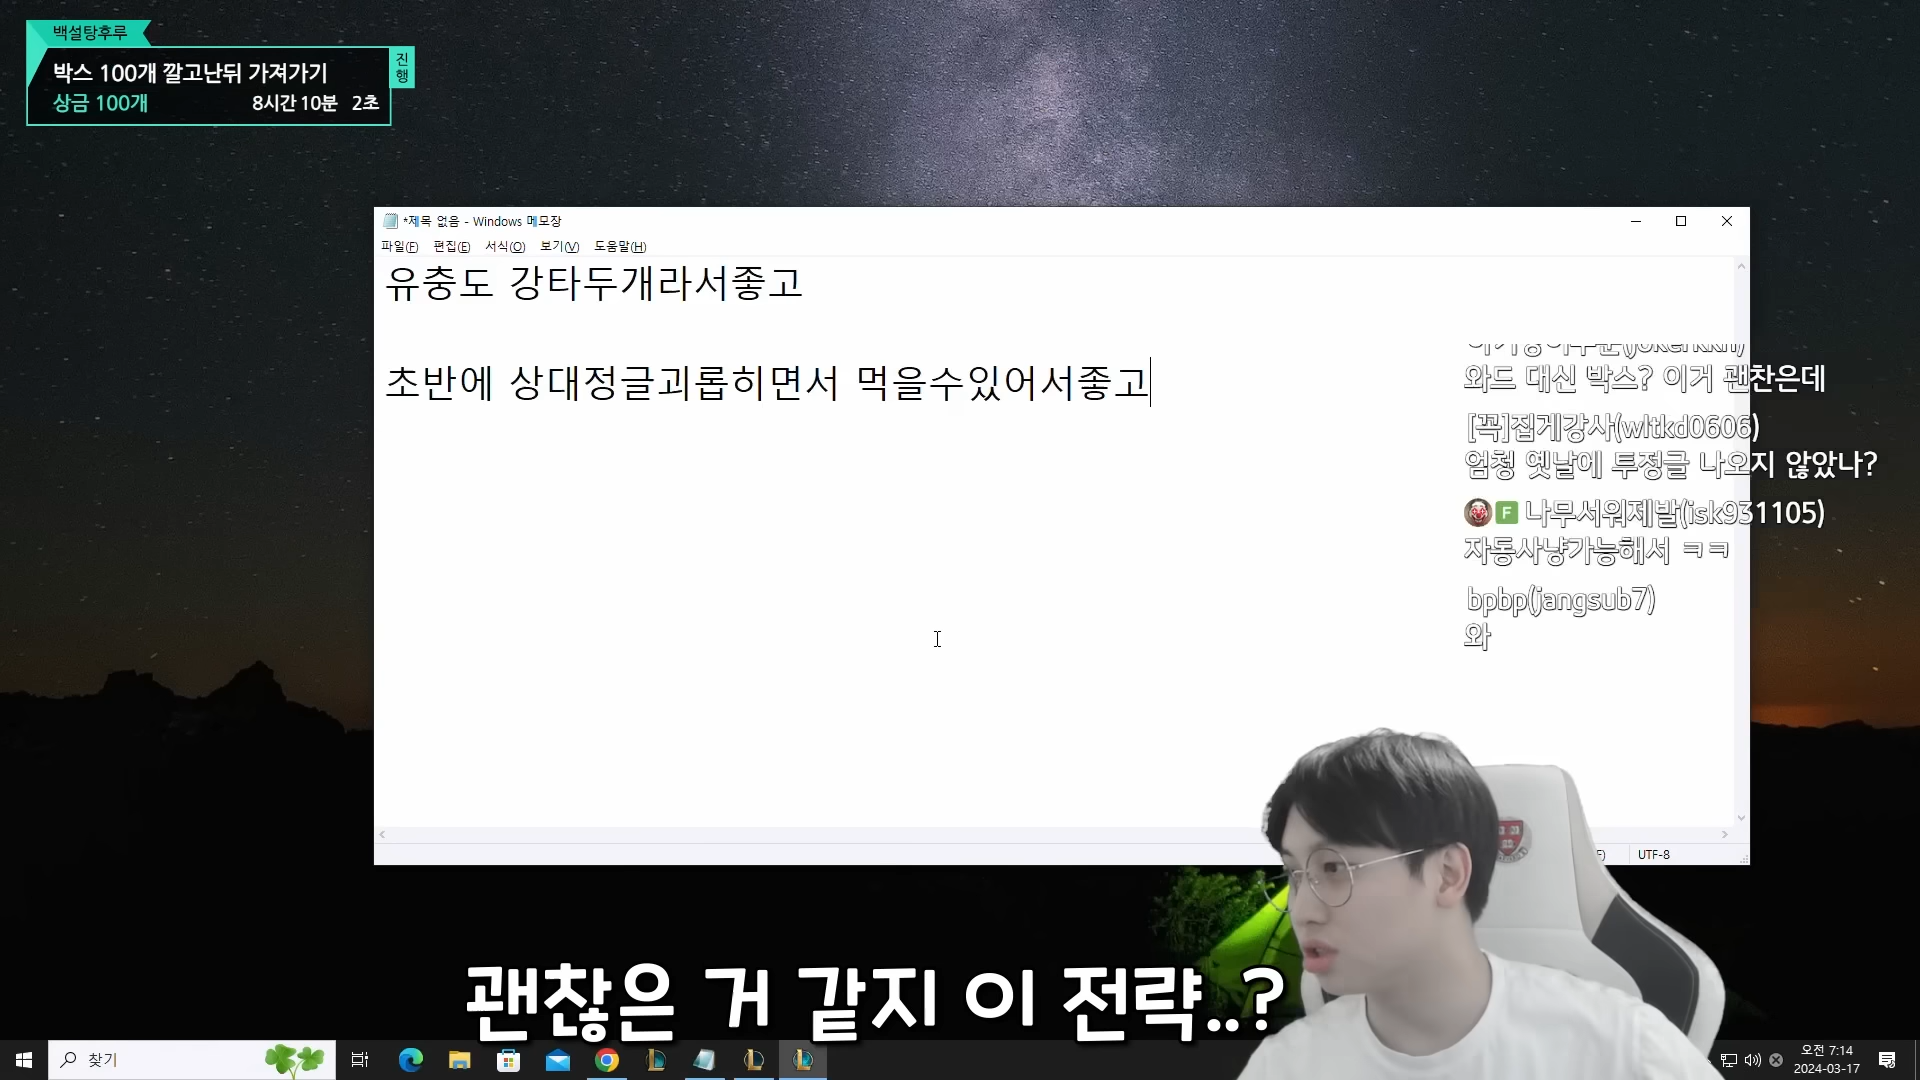 백설탕후루
박스 100개 깔고난뒤 가져가기
진행
상금 100개
8시간 10분 2초
*제목 없음 - Windows 메모장
파일(F) 편집(E) 서식(O) 보기(V) 도움말(H)
유충도 강타두개라서좋고
초반에 상대정글괴롭히면서 먹을수있어서좋고
와드 대신 박스? 이거 괜찬은데
[꼭]집게강사(wltkd0606)
엄청 옛날에 투정글 나오지 않았나?
F 나무서워제발(isk931105)
자동사냥가능해서 ㅋㅋ
bpbp(jangsub7)
와
UTF-8
괜찮은 거 같지 이 전략..?
찾기
오전 7:14
2024-03-17